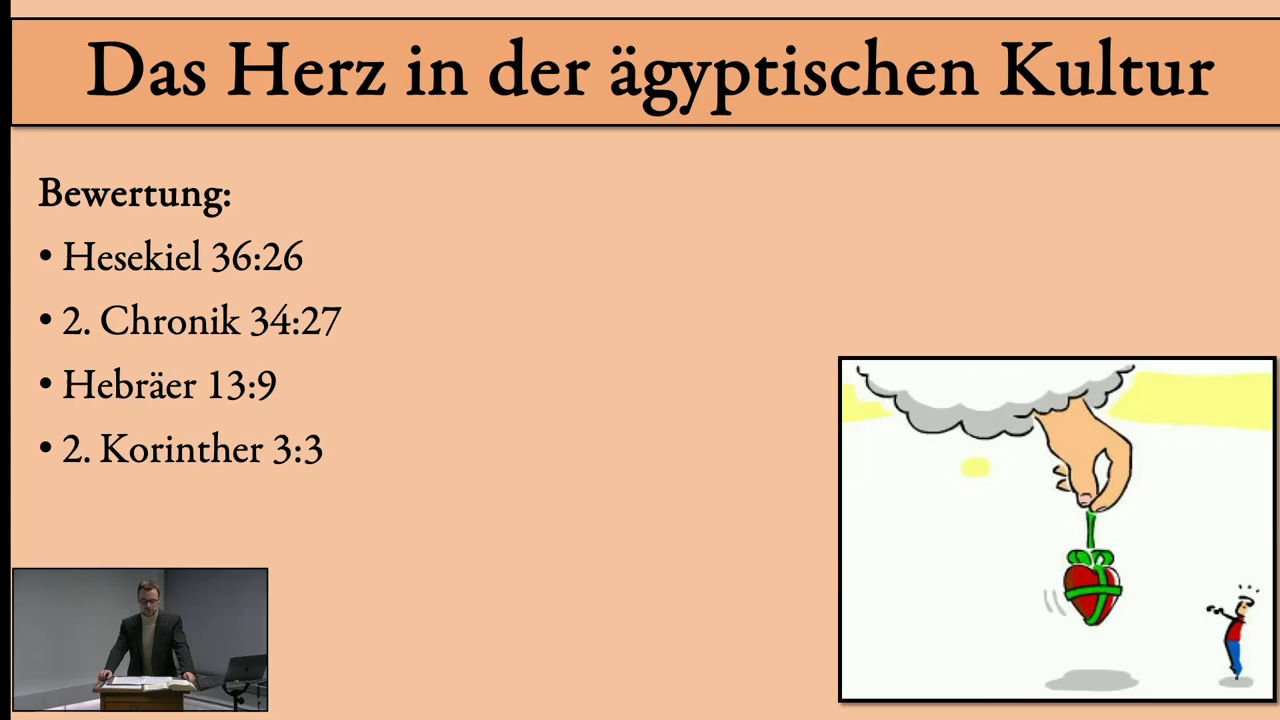 Das Herz in der ägyptischen Kultur
Bewertung:
• Hesekiel 36:26
• 2. Chronik 34:27
• Hebräer 13:9
• 2. Korinther 3:3